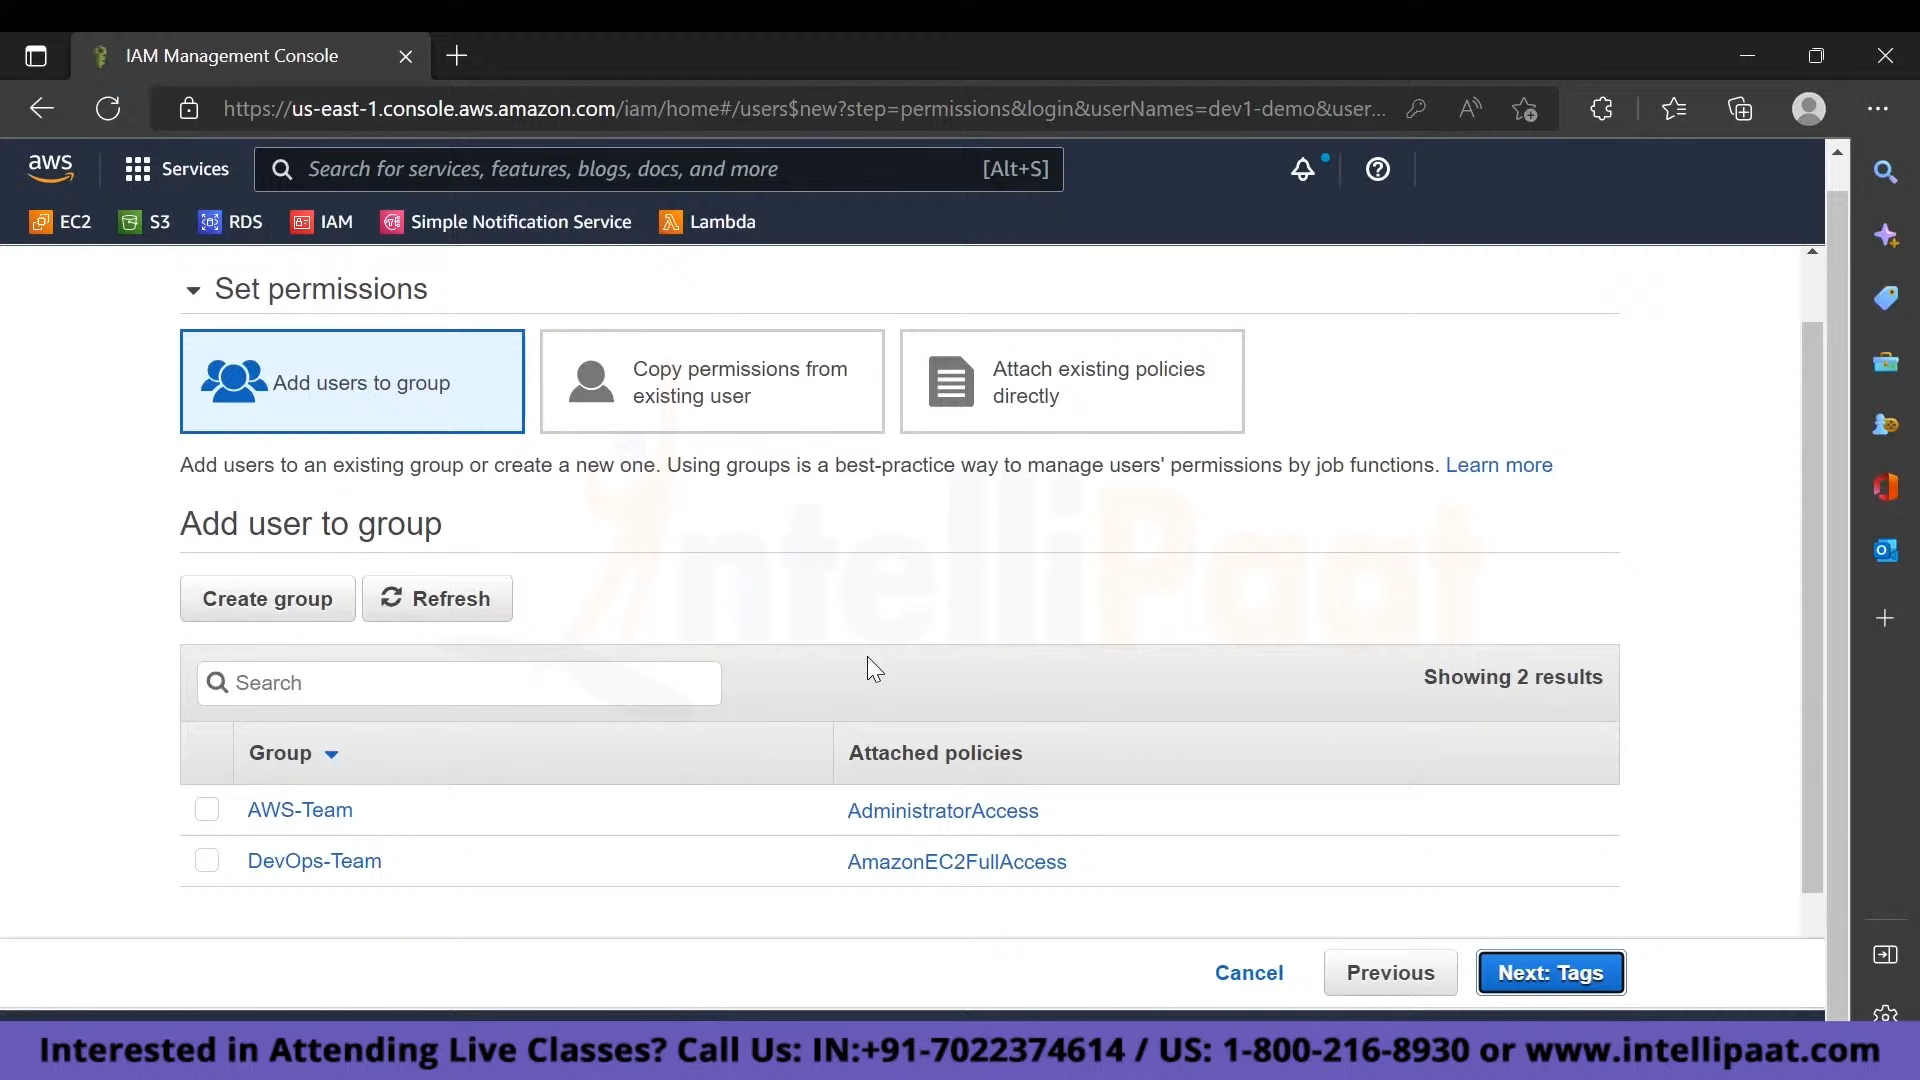 IAM Management Console
https://us-east-1.console.aws.amazon.com/iam/home#/users$new?step=permissions&login&userNames=dev1-demo&user...
aws
Services
Search for services, features, blogs, docs, and more
[Alt+S]
EC2
S3
RDS
IAM
Simple Notification Service
Lambda
Set permissions
Add users to group
Copy permissions from
existing user
Attach existing policies
directly
Add users to an existing group or create a new one. Using groups is a best-practice way to manage users' permissions by job functions. Learn more
Add user to group
IntelliPaat
Create group
Refresh
Search
Showing 2 results
Group
Attached policies
AWS-Team
AdministratorAccess
DevOps-Team
AmazonEC2FullAccess
Cancel
Previous
Next: Tags
Interested in Attending Live Classes? Call Us: IN:+91-7022374614 / US: 1-800-216-8930 or www.intellipaat.com